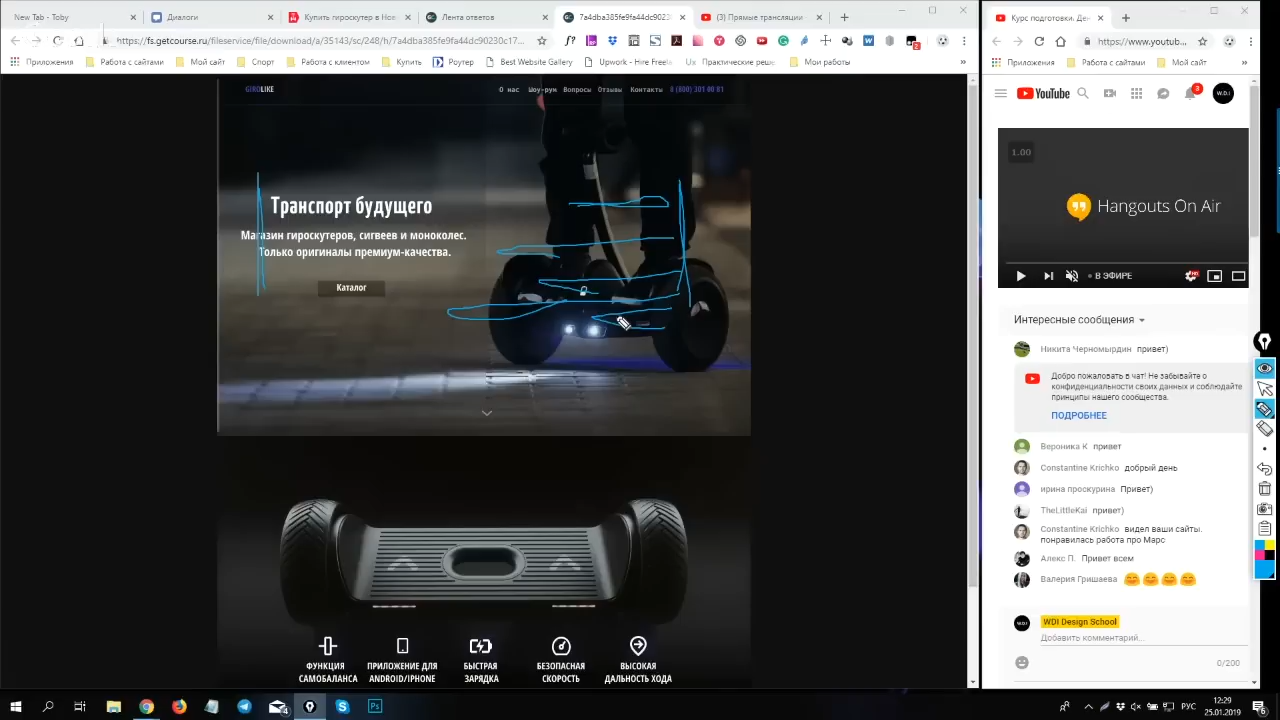 New Tab - Toby
Диалоги
Купить гироскутер в Нов
Лента ответов
7a4dba385fe9fa44dc9023
(3) Прямые трансляции
https://fs.getcourse.ru/fileservice/file/download/a/35143/sc/248/h/7a4dba385fe9fa44dc90230c17...
Приложения
Работа с сайтами
Мой сайт
Спорт
Работа с клиентом
Купить
Роутер
Best Website Gallery
Upwork - Hire Freela
Практические реше
Мои работы
GIROLIKE
О нас
Шоу-рум
Вопросы
Отзывы
Контакты
8 (800) 301 00 81
Транспорт будущего
Магазин гироскутеров, сигвеев и моноколес.
Только оригиналы премиум-качества.
Каталог
ФУНКЦИЯ
САМОБАЛАНСА
ПРИЛОЖЕНИЕ ДЛЯ
ANDROID/IPHONE
БЫСТРАЯ
ЗАРЯДКА
БЕЗОПАСНАЯ
СКОРОСТЬ
ВЫСОКАЯ
ДАЛЬНОСТЬ ХОДА
Курс подготовки. Ден
https://www.youtub...
Приложения
Работа с сайтами
Мой сайт
YouTube
3
W.D.I
1.00
Hangouts On Air
В ЭФИРЕ
HD
Интересные сообщения
Никита Черномырдин привет)
Добро пожаловать в чат! Не забывайте о
конфиденциальности своих данных и соблюдайте
принципы нашего сообщества.
ПОДРОБНЕЕ
Вероника К привет
Constantine Krichko добрый день
ирина проскурина Привет)
TheLittleKai привет)
Constantine Krichko видел ваши сайты.
понравилась работа про Марс
Алекс П. Привет всем
Валерия Гришаева
WDI Design School
Добавить комментарий...
0/200
РУС
12:29
25.01.2019